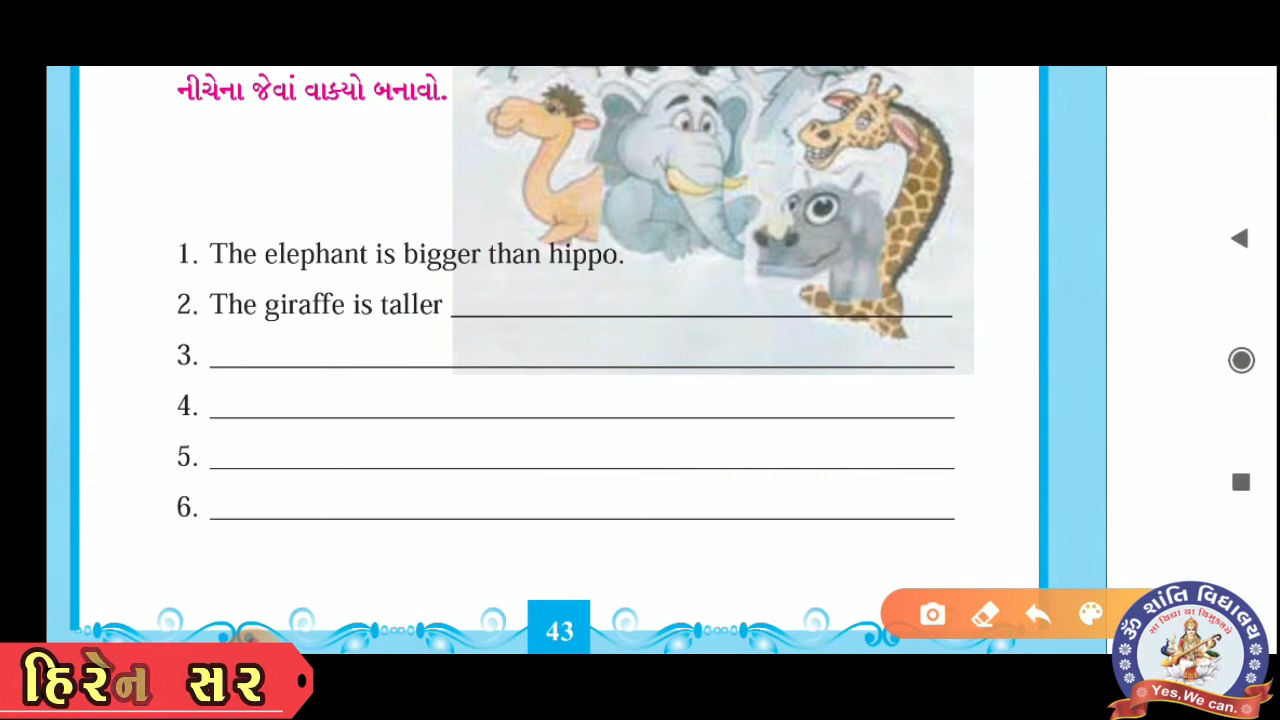 નીચેના જેવાં વાક્યો બનાવો.
1. The elephant is bigger than hippo.
2. The giraffe is taller
3.
4.
5.
6.
43
હિરેન સર
ૐ શાંતિ વિદ્યાલય
સા વિદ્યા યા વિમુક્તયે
Yes, We can.